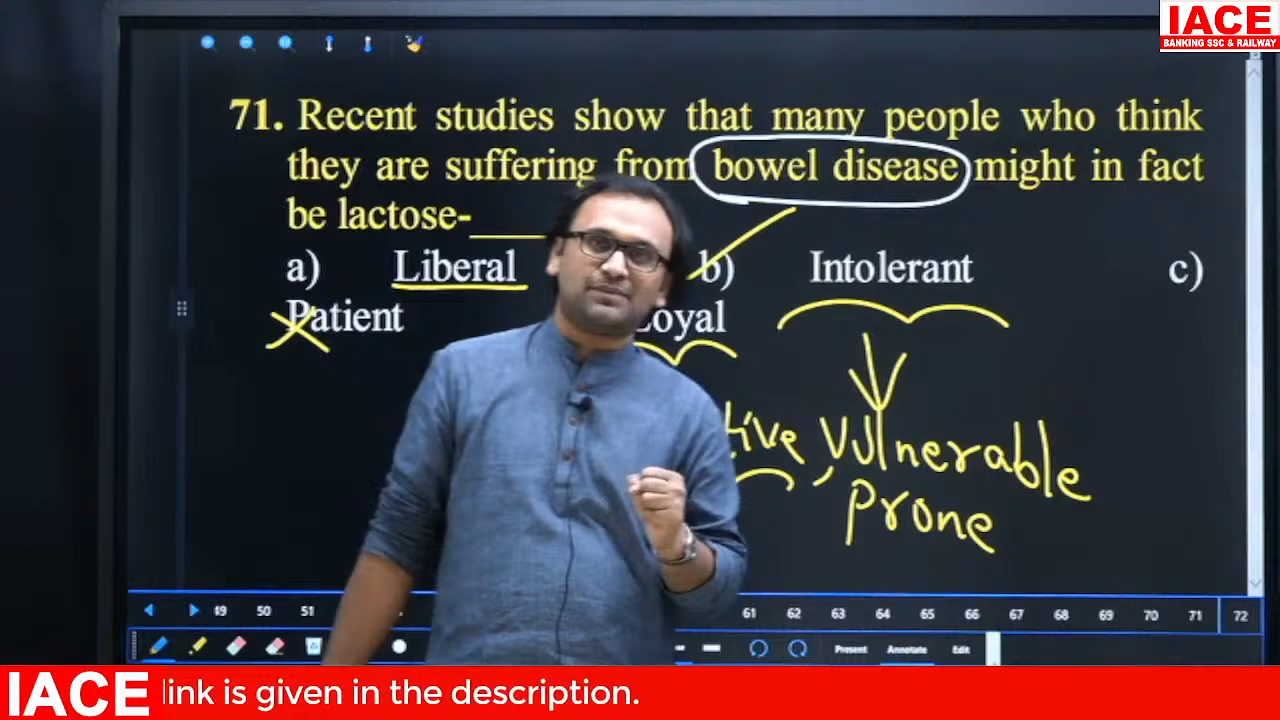 IACE
BANKING SSC & RAILWAY
71. Recent studies show that many people who think
they are suffering from bowel disease might in fact
be lactose-______
a) Liberal b) Intolerant c)
Patient Loyal
tive, Vulnerable
prone
49 50 51 61 62 63 64 65 66 67 68 69 70 71 72
Present Annotate Edit
IACE link is given in the description.